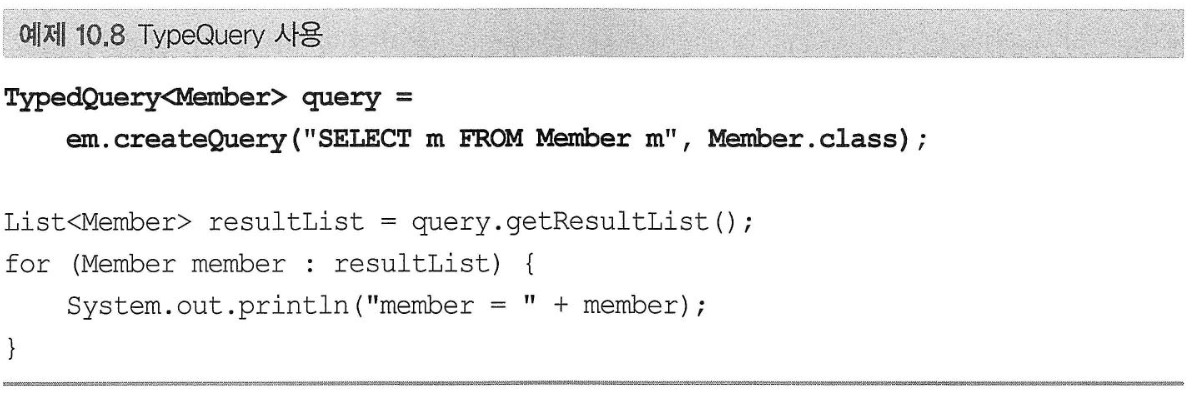 예제 10.8 TypeQuery 사용
TypedQuery<Member> query =
    em.createQuery("SELECT m FROM Member m", Member.class);

List<Member> resultList = query.getResultList();
for (Member member : resultList) {
    System.out.println("member = " + member);
}